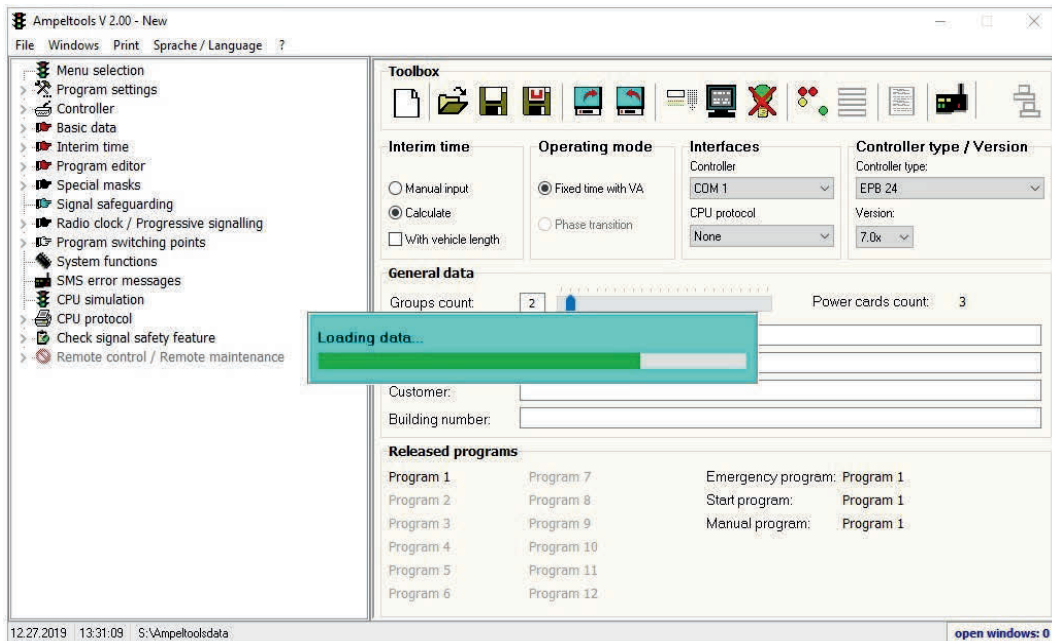 Ampeltools V 2.00 - New
File Windows Print Sprache / Language ?
Menu selection
Program settings
Controller
Basic data
Interim time
Program editor
Special masks
Signal safeguarding
Radio clock / Progressive signalling
Program switching points
System functions
SMS error messages
CPU simulation
CPU protocol
Check signal safety feature
Remote control / Remote maintenance
Toolbox
Interim time
Manual input
Calculate
With vehicle length
Operating mode
Fixed time with VA
Phase transition
Interfaces
Controller
COM 1
CPU protocol
None
Controller type / Version
Controller type:
EPB 24
Version:
7.0x
General data
Groups count: 2
Power cards count: 3
Loading data...
Customer:
Building number:
Released programs
Program 1
Program 2
Program 3
Program 4
Program 5
Program 6
Program 7
Program 8
Program 9
Program 10
Program 11
Program 12
Emergency program: Program 1
Start program: Program 1
Manual program: Program 1
12.27.2019 13:31:09 S:\Ampeltoolsdata
open windows: 0